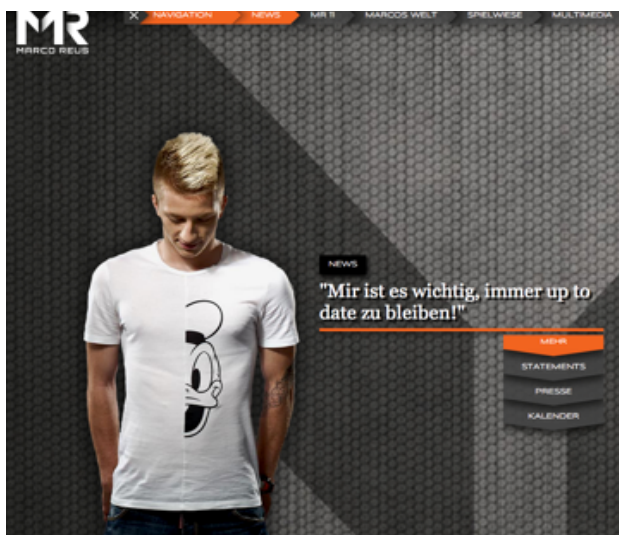 MR
MARCO REUS
X NAVIGATION NEWS MR 11 MARCOS WELT SPIELWIESE MULTIMEDIA
NEWS
"Mir ist es wichtig, immer up to
date zu bleiben!"
MEHR
STATEMENTS
PRESSE
KALENDER